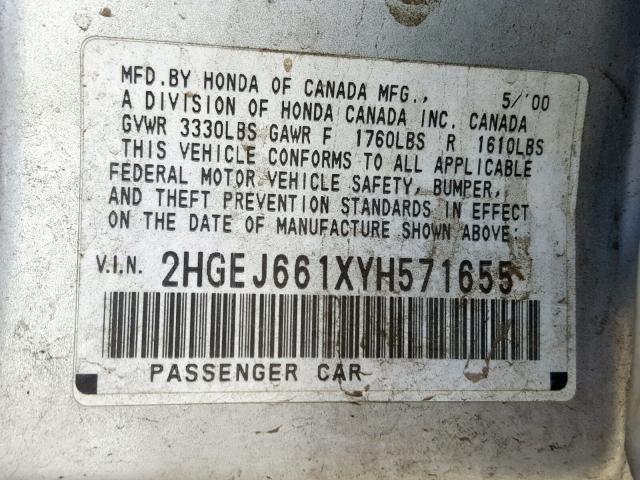 MFD.BY HONDA OF CANADA MFG., 5/'00
A DIVISION OF HONDA CANADA INC. CANADA
GVWR 3330LBS GAWR F 1760LBS R 1610LBS
THIS VEHICLE CONFORMS TO ALL APPLICABLE
FEDERAL MOTOR VEHICLE SAFETY, BUMPER,
AND THEFT PREVENTION STANDARDS IN EFFECT
ON THE DATE OF MANUFACTURE SHOWN ABOVE:
V.I.N. 2HGEJ661XYH571655
PASSENGER CAR